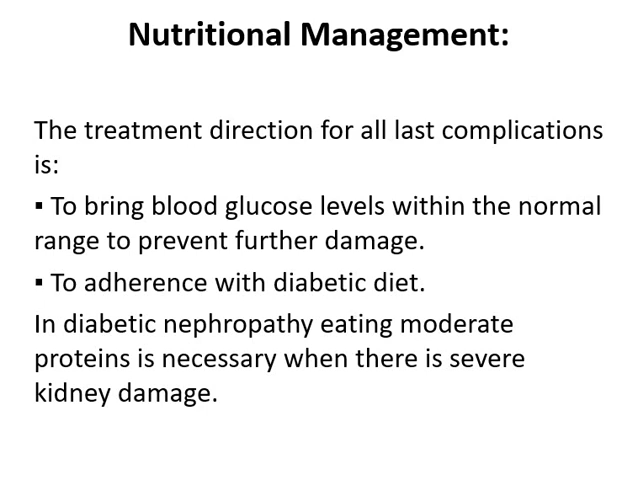 Nutritional Management:
The treatment direction for all last complications
is:
▪ To bring blood glucose levels within the normal
range to prevent further damage.
▪ To adherence with diabetic diet.
In diabetic nephropathy eating moderate
proteins is necessary when there is severe
kidney damage.